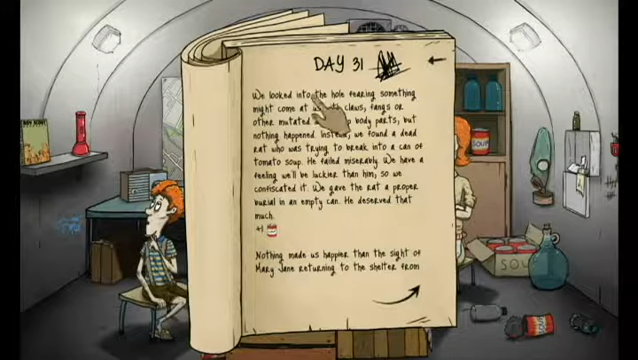 DAY 31
We looked into the hole fearing something
might come at claws, fangs or
other mutated body parts, but
nothing happened. Instead, we found a dead
rat who was trying to break into a can of
tomato soup. He failed miserably. We have a
feeling we'll be luckier than him, so we
confiscated it. We gave the rat a proper
burial in an empty can. He deserved that
much.
+1
Nothing made us happier than the sight of
Mary Jane returning to the shelter from
SOUP
SOU